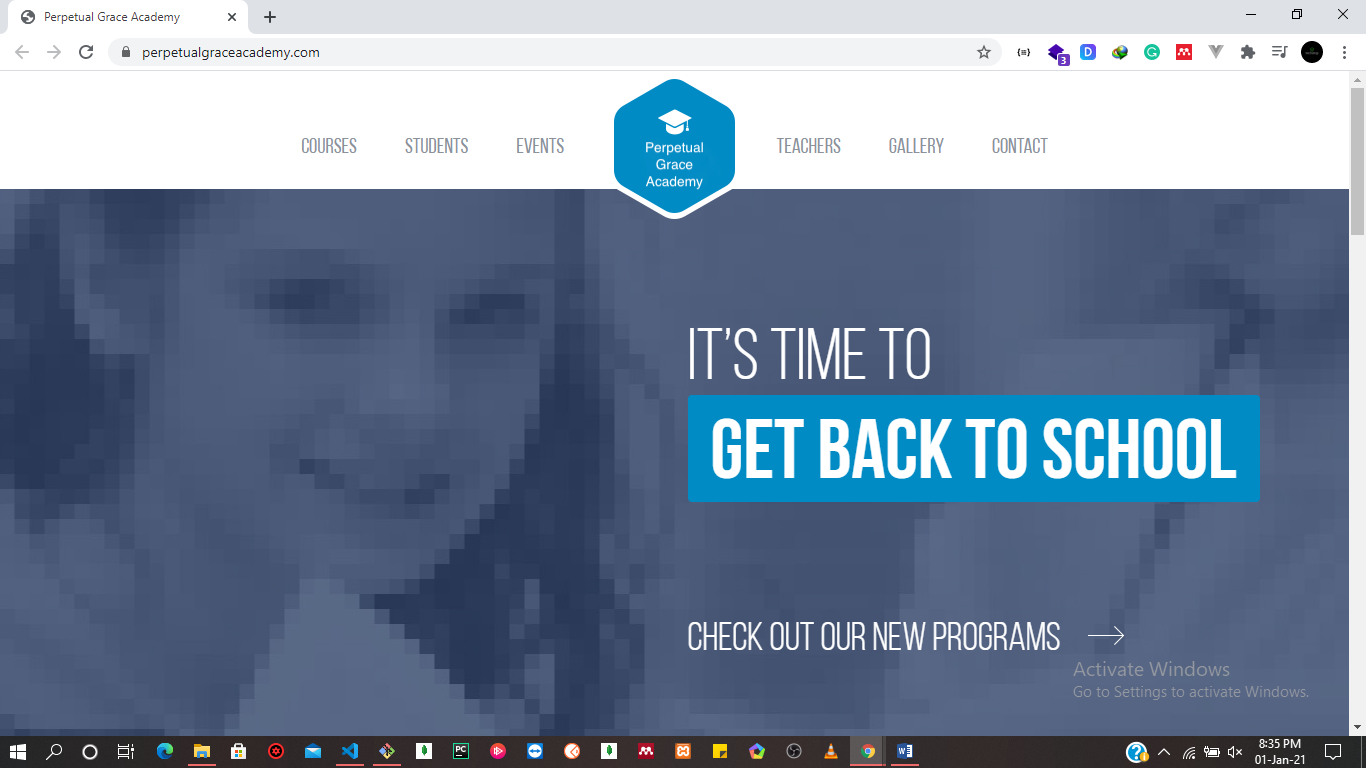 Perpetual Grace Academy
perpetualgraceacademy.com
{≡}
3
D
G
COURSES
STUDENTS
EVENTS
Perpetual
Grace
Academy
TEACHERS
GALLERY
CONTACT
IT'S TIME TO
GET BACK TO SCHOOL
CHECK OUT OUR NEW PROGRAMS
Activate Windows
Go to Settings to activate Windows.
PC
W
8:35 PM
01-Jan-21